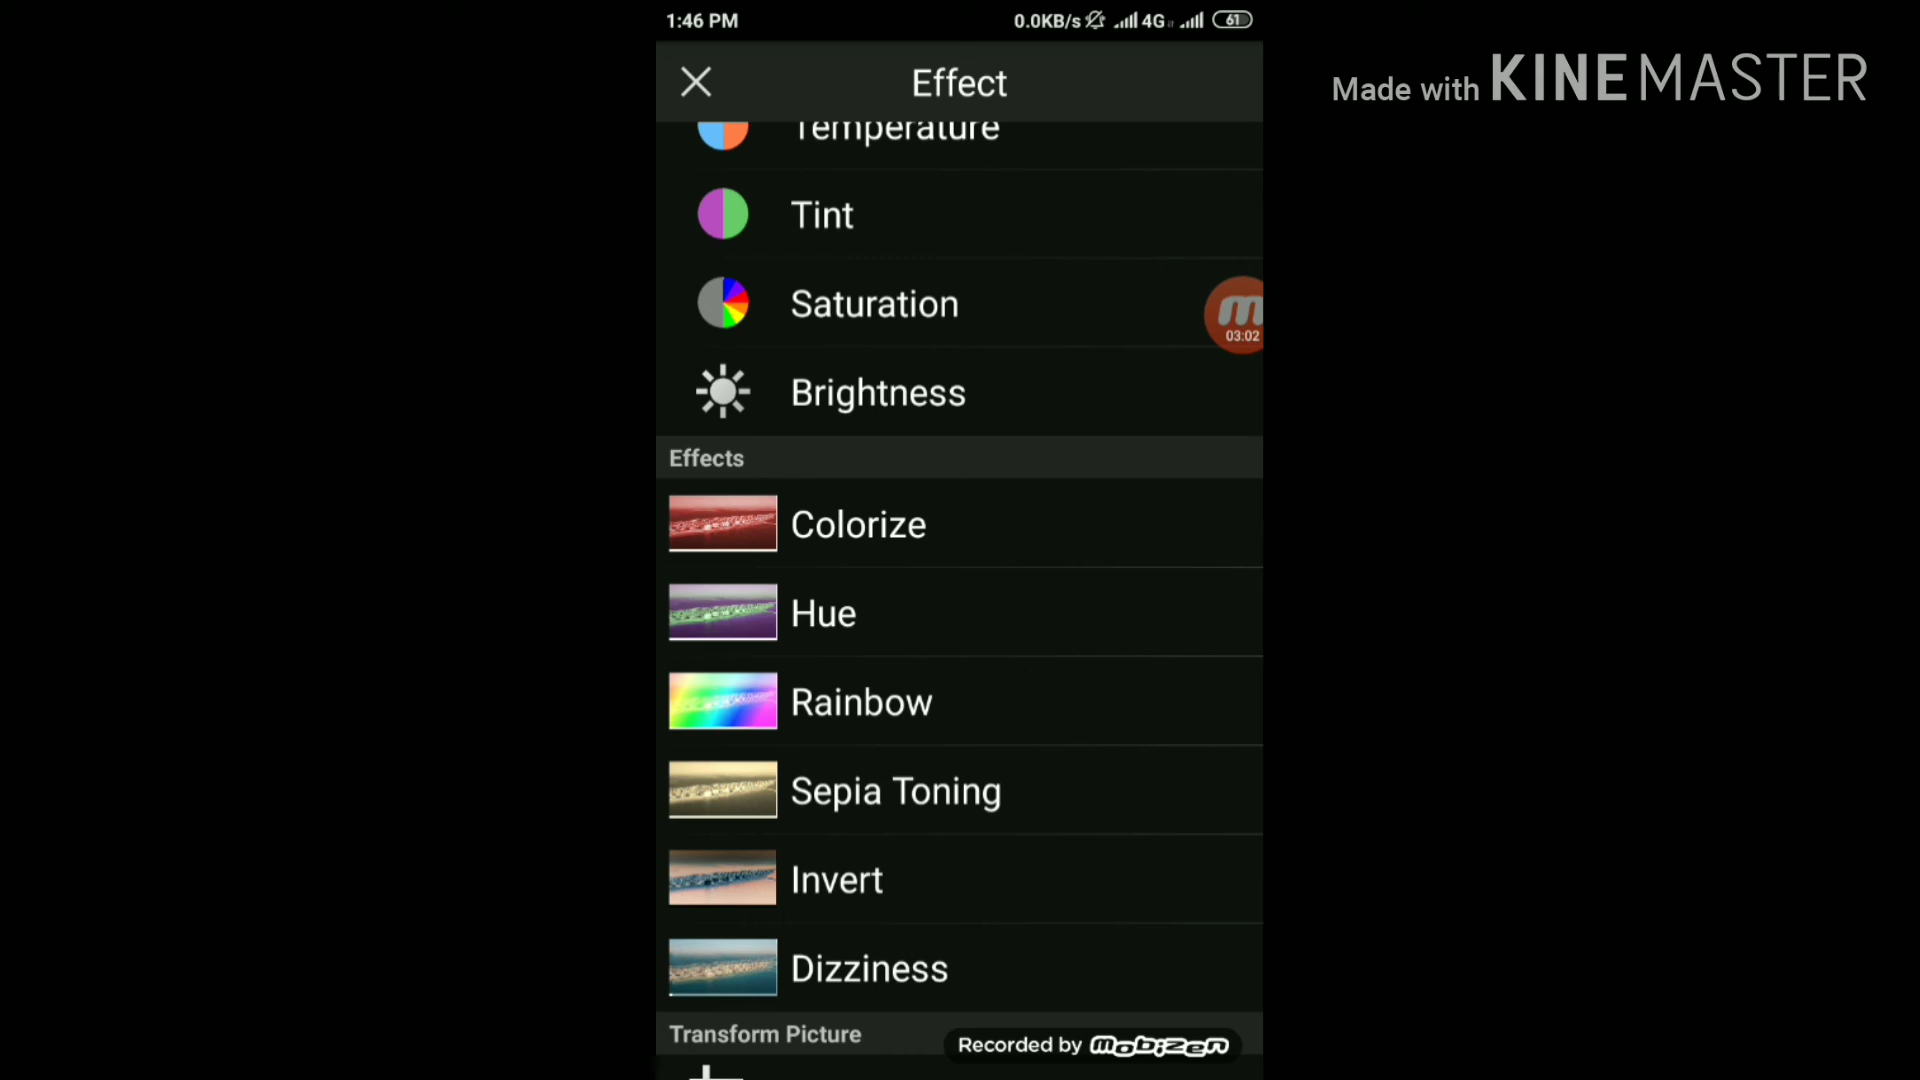 1:46 PM
0.0KB/s 4G 61
Made with KINEMASTER
Effect
Temperature
Tint
Saturation
03:02
Brightness
Effects
Colorize
Hue
Rainbow
Sepia Toning
Invert
Dizziness
Transform Picture
Recorded by mobizen